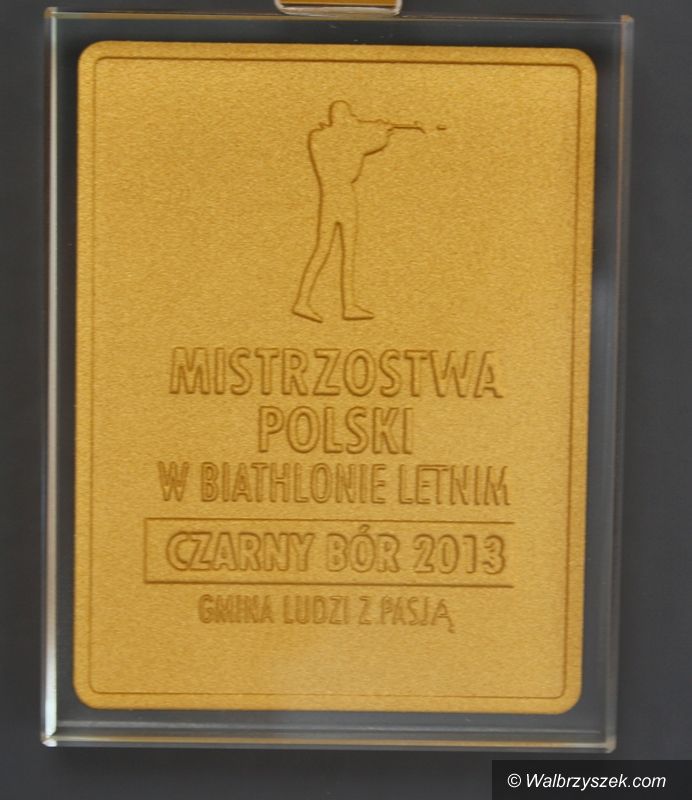 MISTRZOSTWA
POLSKI
W BIATHLONIE LETNIM
CZARNY BÓR 2013
GMINA LUDZI Z PASJĄ
© Walbrzyszek.com